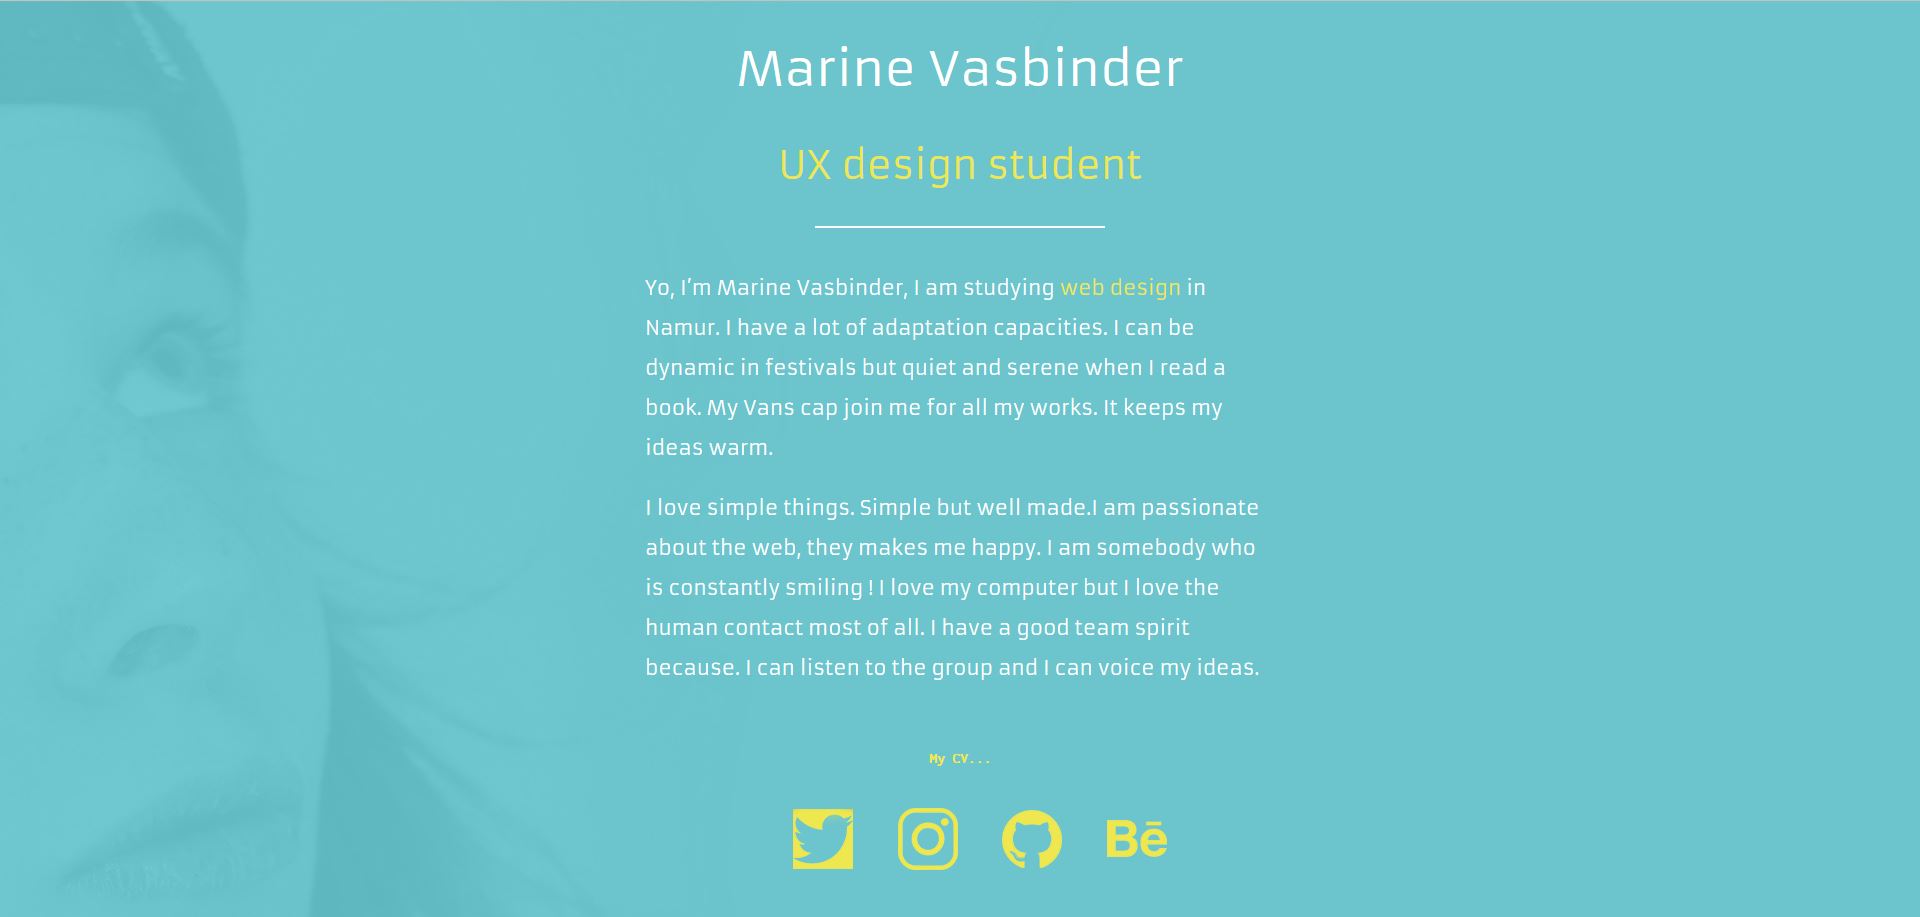 Marine Vasbinder
UX design student
Yo, I'm Marine Vasbinder, I am studying web design in
Namur. I have a lot of adaptation capacities. I can be
dynamic in festivals but quiet and serene when I read a
book. My Vans cap join me for all my works. It keeps my
ideas warm.
I love simple things. Simple but well made.I am passionate
about the web, they makes me happy. I am somebody who
is constantly smiling ! I love my computer but I love the
human contact most of all. I have a good team spirit
because. I can listen to the group and I can voice my ideas.
My CV...
Bē